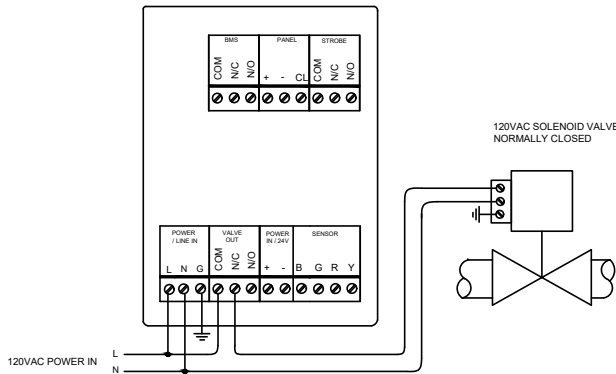 BMS PANEL STROBE
COM N/C N/O + - CL COM N/C N/O
120VAC SOLENOID VALVE
NORMALLY CLOSED
POWER
/ LINE IN
VALVE
OUT
POWER
IN / 24V
SENSOR
L N G COM N/C N/O + - B G R Y
120VAC POWER IN
L
N